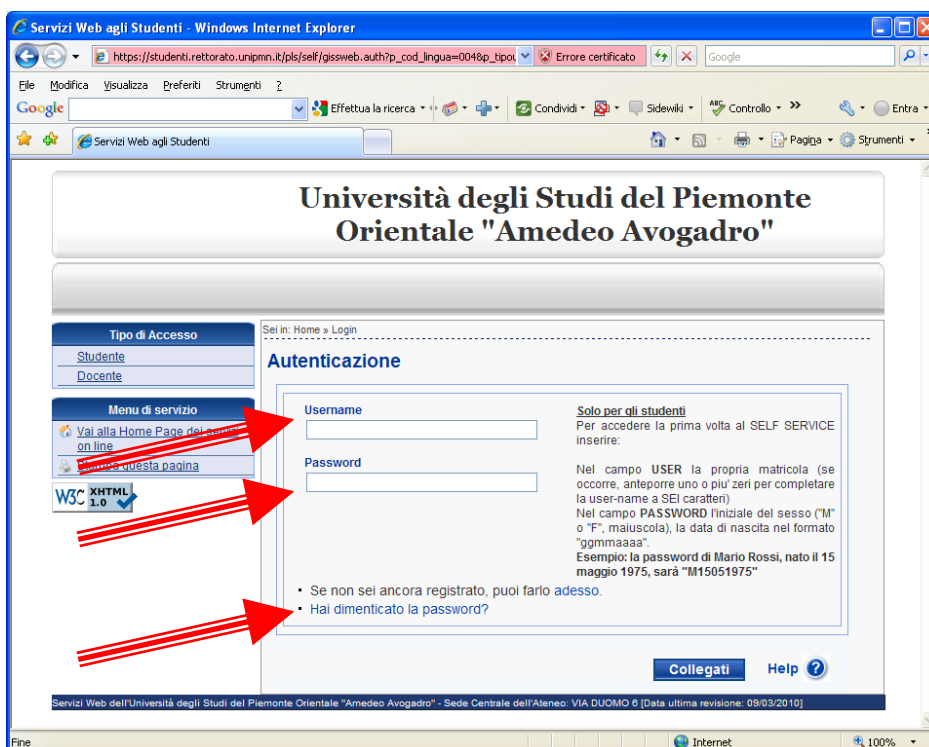 Servizi Web agli Studenti - Windows Internet Explorer
https://studenti.rettorato.unipmn.it/pls/self/gissweb.auth?p_cod_lingua=004&p_tipo Errore certificato Google
File Modifica Visualizza Preferiti Strumenti ?
Google Effettua la ricerca Condividi Sidewiki Controllo » Entra
Servizi Web agli Studenti Pagina Strumenti
Università degli Studi del Piemonte
Orientale "Amedeo Avogadro"
Tipo di Accesso
Studente
Docente
Menu di servizio
Vai alla Home Page dei servizi
on line
Stampa questa pagina
W3C XHTML 1.0
Sei in: Home » Login
Autenticazione
Username
Password
Solo per gli studenti
Per accedere la prima volta al SELF SERVICE
inserire:
Nel campo USER la propria matricola (se
occorre, anteporre uno o piu' zeri per completare
la user-name a SEI caratteri)
Nel campo PASSWORD l'iniziale del sesso ("M"
o "F", maiuscola), la data di nascita nel formato
"ggmmaaaa".
Esempio: la password di Mario Rossi, nato il 15
maggio 1975, sarà "M15051975"
• Se non sei ancora registrato, puoi farlo adesso.
• Hai dimenticato la password?
Collegati Help ?
Servizi Web dell'Università degli Studi del Piemonte Orientale "Amedeo Avogadro" - Sede Centrale dell'Ateneo: VIA DUOMO 6 [Data ultima revisione: 09/03/2010]
Fine Internet 100%